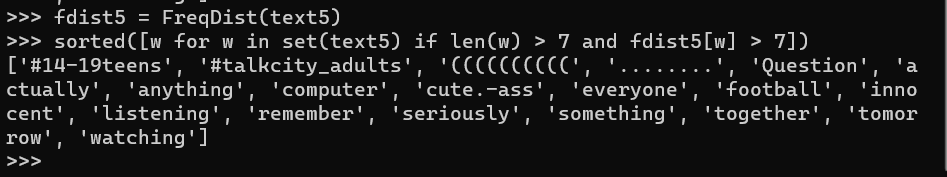 >>> fdist5 = FreqDist(text5)
>>> sorted([w for w in set(text5) if len(w) > 7 and fdist5[w] > 7])
['#14-19teens', '#talkcity_adults', '((((((((((', '........', 'Question', 'a
ctually', 'anything', 'computer', 'cute.-ass', 'everyone', 'football', 'inno
cent', 'listening', 'remember', 'seriously', 'something', 'together', 'tomor
row', 'watching']
>>>